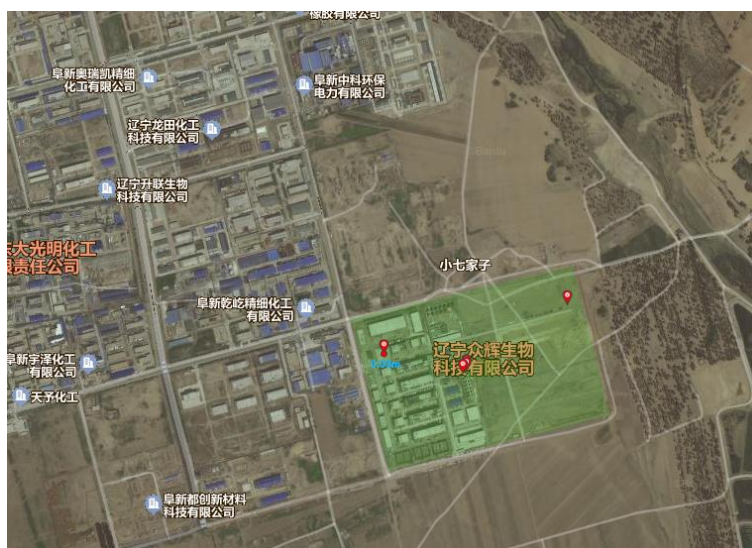 橡胶有限公司
阜新奥瑞凯精细
化工有限公司
阜新中科环保
电力有限公司
辽宁龙田化工
科技有限公司
辽宁升联生物
科技有限公司
大光明化工
责任公司
小七家子
阜新乾屹精细化工
有限公司
辽宁众辉生物
科技有限公司
阜新宇泽化工
有限公司
天予化工
阜新都创新材料
科技有限公司